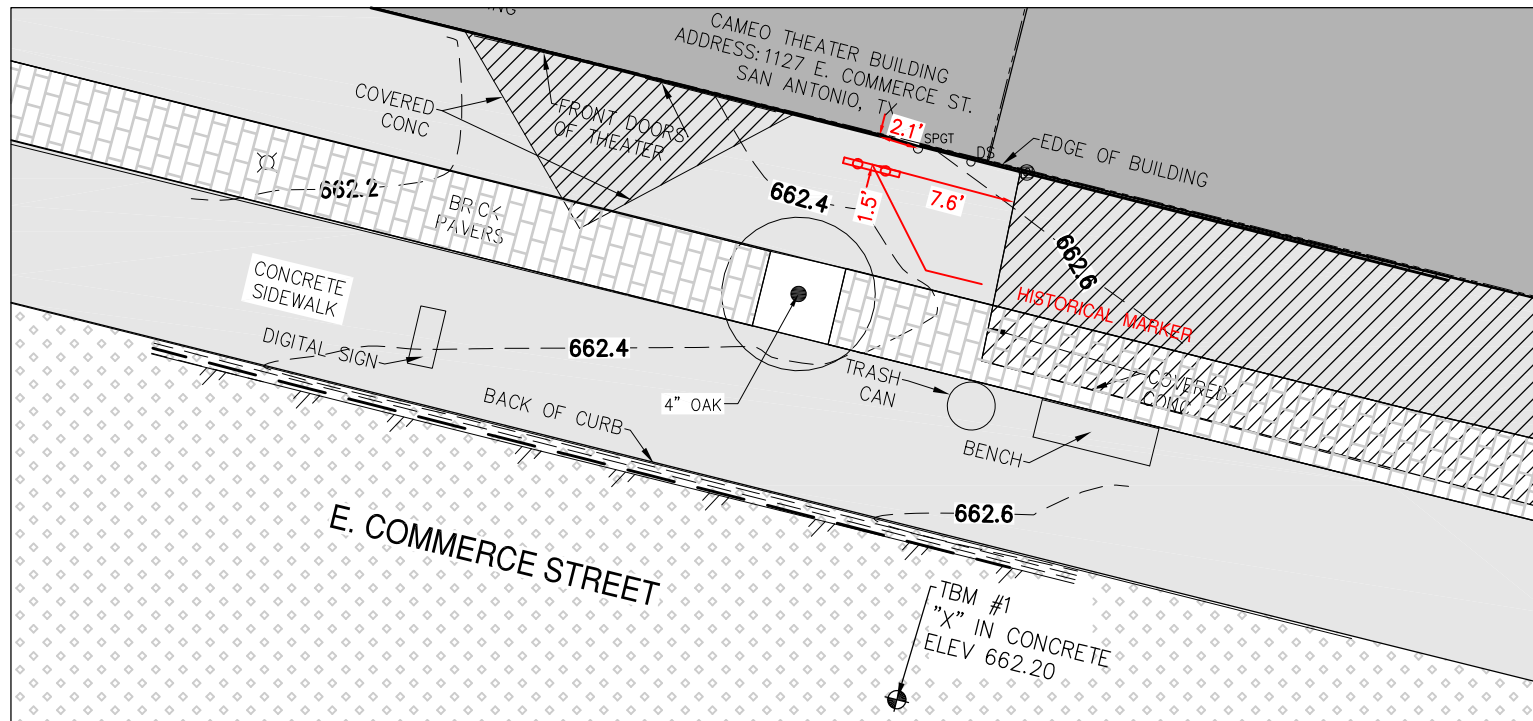 CAMEO THEATER BUILDING
ADDRESS: 1127 E. COMMERCE ST.
SAN ANTONIO, TX
COVERED
CONC
FRONT DOORS
OF THEATER
2.1'
SPGT
DS
EDGE OF BUILDING
662.2
BRICK
PAVERS
662.4
1.5'
7.6'
662.6
CONCRETE
SIDEWALK
HISTORICAL MARKER
DIGITAL SIGN
662.4
TRASH
CAN
COVERED
CONC
4" OAK
BACK OF CURB
BENCH
662.6
E. COMMERCE STREET
TBM #1
"X" IN CONCRETE
ELEV 662.20